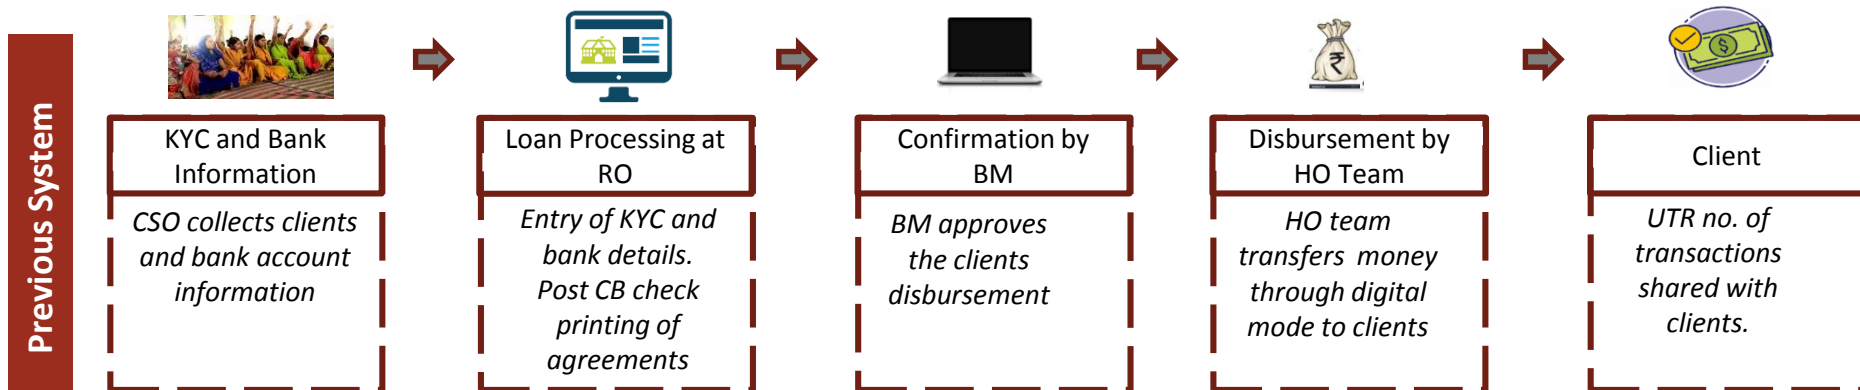 Previous System
KYC and Bank
Information
CSO collects clients
and bank account
information
Loan Processing at
RO
Entry of KYC and
bank details.
Post CB check
printing of
agreements
Confirmation by
BM
BM approves
the clients
disbursement
₹
Disbursement by
HO Team
HO team
transfers money
through digital
mode to clients
$
Client
UTR no. of
transactions
shared with
clients.